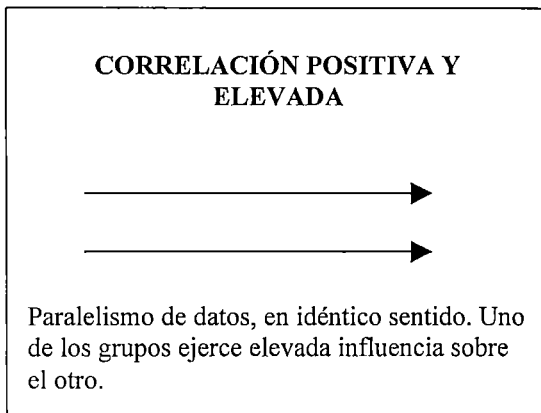 CORRELACIÓN POSITIVA Y
ELEVADA
Paralelismo de datos, en idéntico sentido. Uno
de los grupos ejerce elevada influencia sobre
el otro.